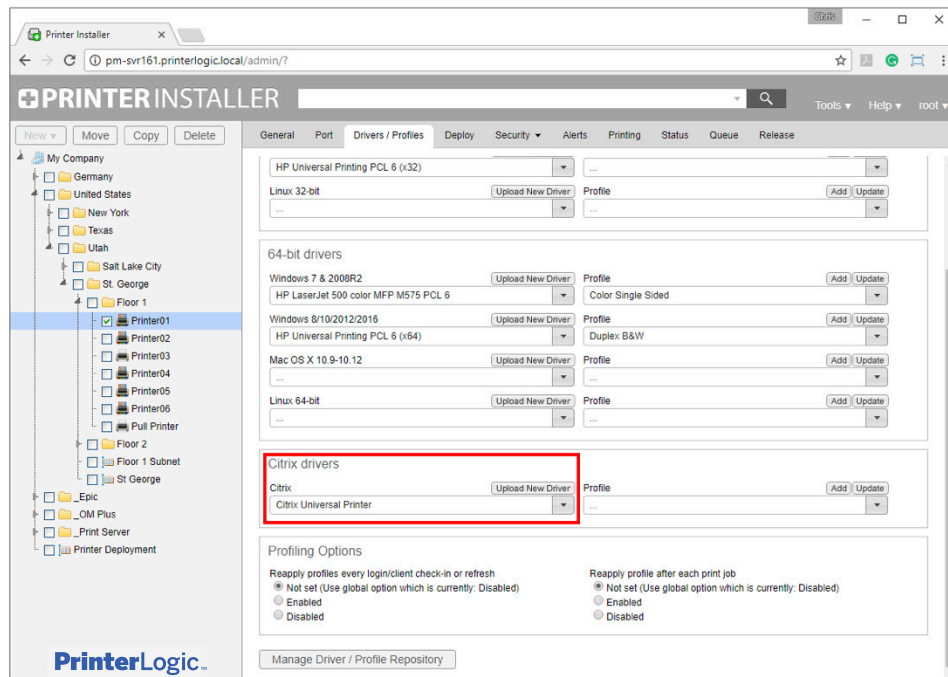 Chris
Printer Installer
pm-svr161.printerlogic.local/admin/?
PRINTERINSTALLER
Tools Help root
New Move Copy Delete
General Port Drivers / Profiles Deploy Security Alerts Printing Status Queue Release
My Company
Germany
United States
New York
Texas
Utah
Salt Lake City
St. George
Floor 1
Printer01
Printer02
Printer03
Printer04
Printer05
Printer06
Pull Printer
Floor 2
Floor 1 Subnet
St George
_Epic
_OM Plus
_Print Server
Printer Deployment
PrinterLogic
HP Universal Printing PCL 6 (x32) ...
Linux 32-bit Upload New Driver Profile Add Update
... ...
64-bit drivers
Windows 7 & 2008R2 Upload New Driver Profile Add Update
HP LaserJet 500 color MFP M575 PCL 6 Color Single Sided
Windows 8/10/2012/2016 Upload New Driver Profile Add Update
HP Universal Printing PCL 6 (x64) Duplex B&W
Mac OS X 10.9-10.12 Upload New Driver Profile Add Update
... ...
Linux 64-bit Upload New Driver Profile Add Update
... ...
Citrix drivers
Citrix Upload New Driver Profile Add Update
Citrix Universal Printer ...
Profiling Options
Reapply profiles every login/client check-in or refresh Reapply profile after each print job
Not set (Use global option which is currently: Disabled) Not set (Use global option which is currently: Disabled)
Enabled Enabled
Disabled Disabled
Manage Driver / Profile Repository